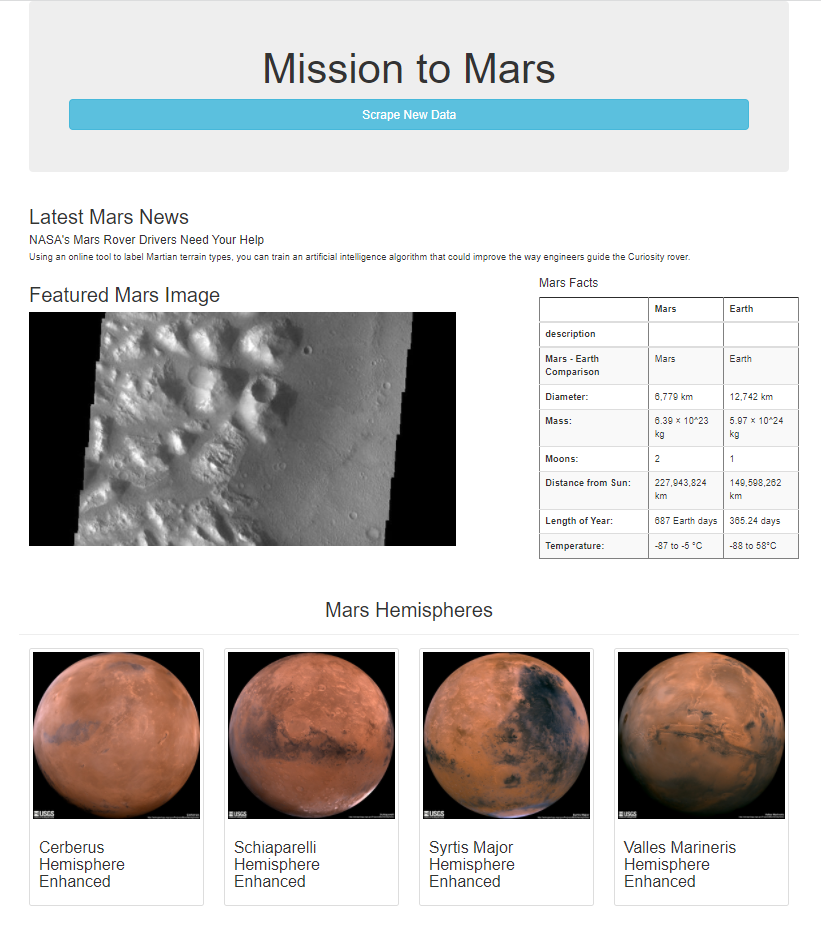 Mission to Mars
Scrape New Data
Latest Mars News
NASA's Mars Rover Drivers Need Your Help
Using an online tool to label Martian terrain types, you can train an artificial intelligence algorithm that could improve the way engineers guide the Curiosity rover.
Featured Mars Image
Mars Facts
Mars Earth
description
Mars - Earth Comparison Mars Earth
Diameter: 6,779 km 12,742 km
Mass: 6.39 × 10^23 kg 5.97 × 10^24 kg
Moons: 2 1
Distance from Sun: 227,943,824 km 149,598,262 km
Length of Year: 687 Earth days 365.24 days
Temperature: -87 to -5 °C -88 to 58°C
Mars Hemispheres
USGS USGS USGS USGS
Cerberus
Hemisphere
Enhanced
Schiaparelli
Hemisphere
Enhanced
Syrtis Major
Hemisphere
Enhanced
Valles Marineris
Hemisphere
Enhanced